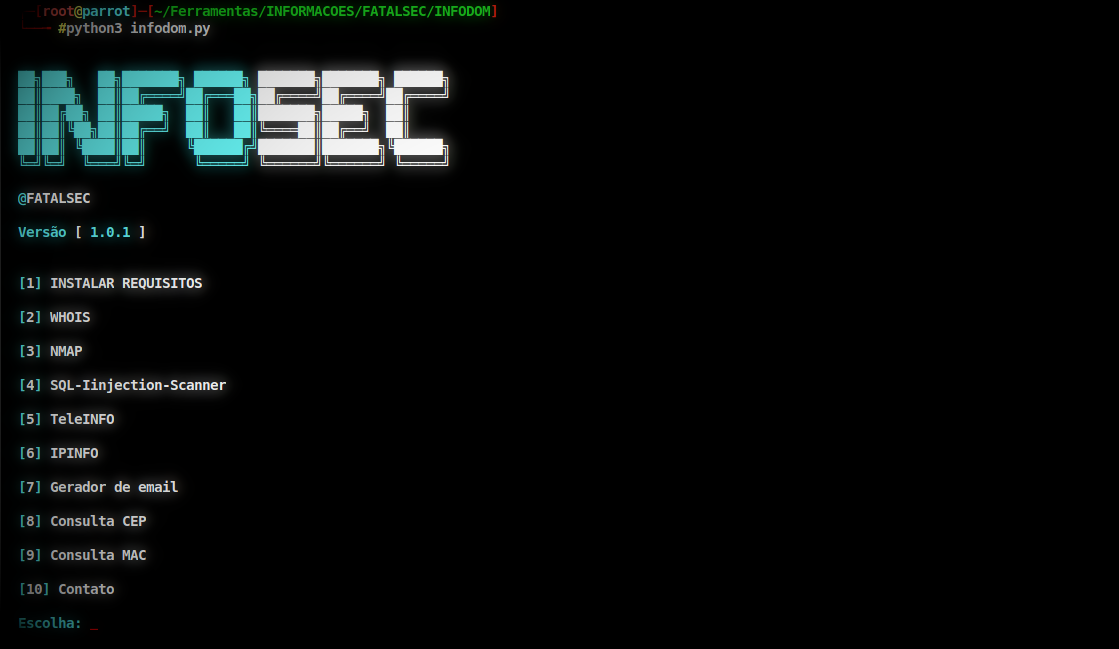 [root@parrot]─[~/Ferramentas/INFORMACOES/FATALSEC/INFODOM]
#python3 infodom.py
INFOSEC
@FATALSEC
Versão [ 1.0.1 ]
[1] INSTALAR REQUISITOS
[2] WHOIS
[3] NMAP
[4] SQL-Iinjection-Scanner
[5] TeleINFO
[6] IPINFO
[7] Gerador de email
[8] Consulta CEP
[9] Consulta MAC
[10] Contato
Escolha: _